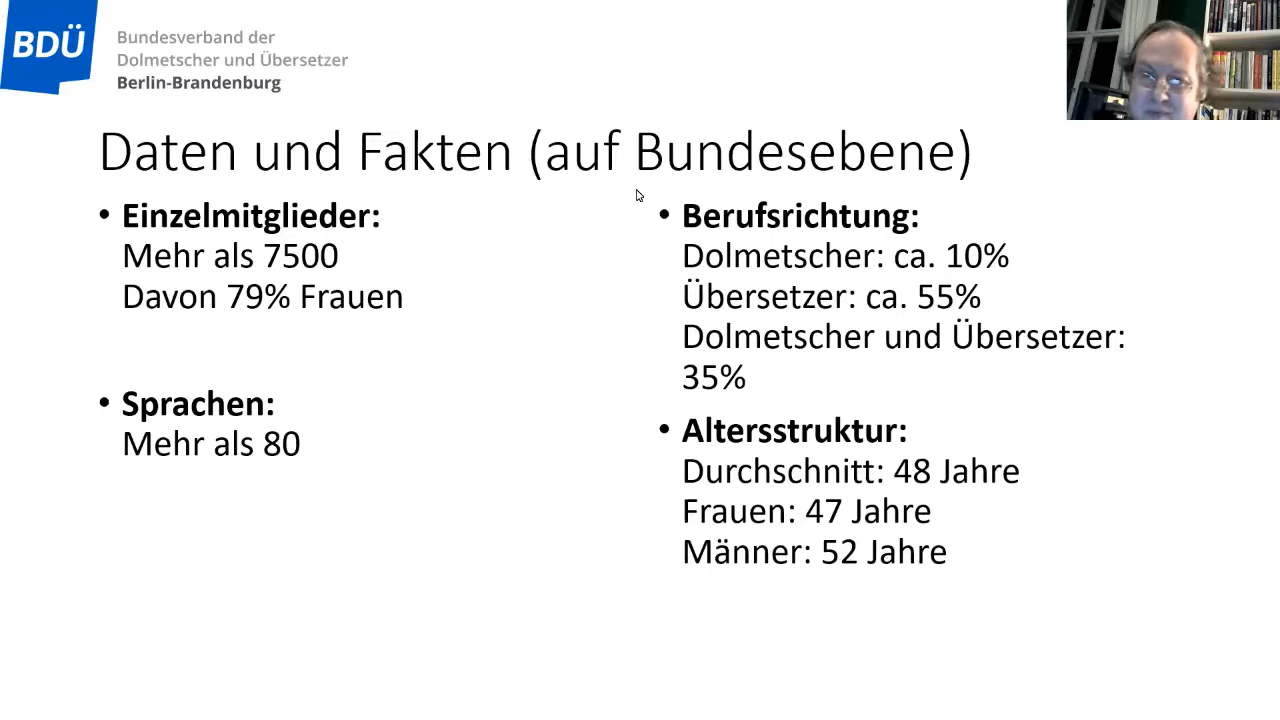 BDÜ
Bundesverband der
Dolmetscher und Übersetzer
Berlin-Brandenburg
Daten und Fakten (auf Bundesebene)
• Einzelmitglieder:
Mehr als 7500
Davon 79% Frauen
• Sprachen:
Mehr als 80
• Berufsrichtung:
Dolmetscher: ca. 10%
Übersetzer: ca. 55%
Dolmetscher und Übersetzer:
35%
• Altersstruktur:
Durchschnitt: 48 Jahre
Frauen: 47 Jahre
Männer: 52 Jahre